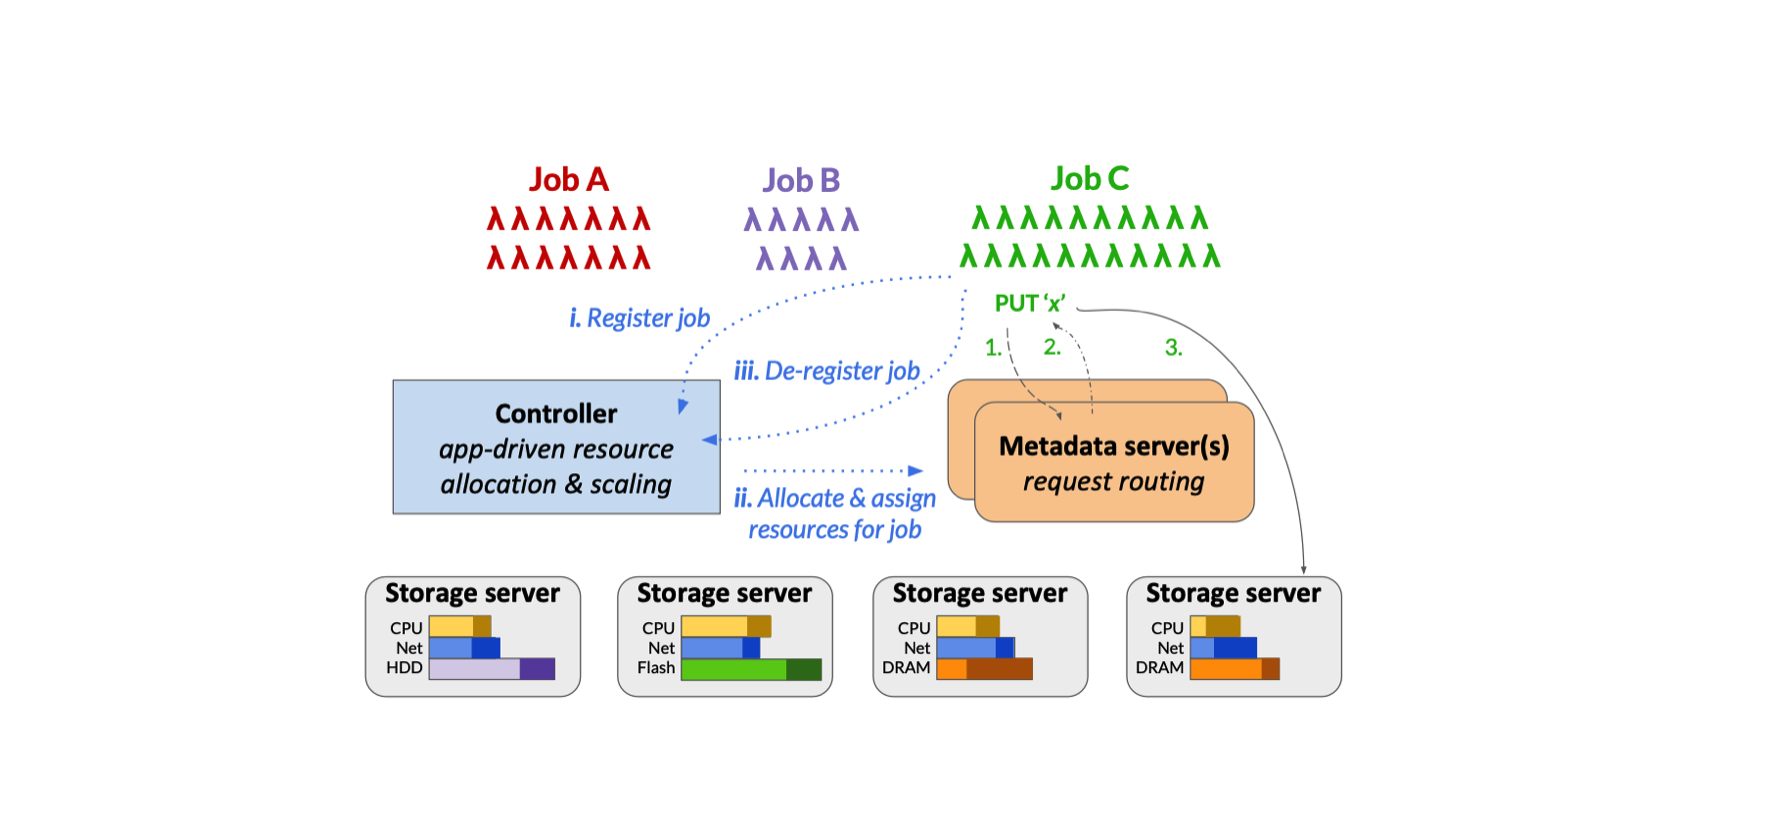 Job A
λλλλλλλ
λλλλλλλ
Job B
λλλλλ
λλλλ
Job C
λλλλλλλλλλ
λλλλλλλλλλλ
PUT ‘x’
i. Register job
1.
2.
3.
iii. De-register job
Controller
app-driven resource
allocation & scaling
Metadata server(s)
request routing
ii. Allocate & assign
resources for job
Storage server
CPU
Net
HDD
Storage server
CPU
Net
Flash
Storage server
CPU
Net
DRAM
Storage server
CPU
Net
DRAM